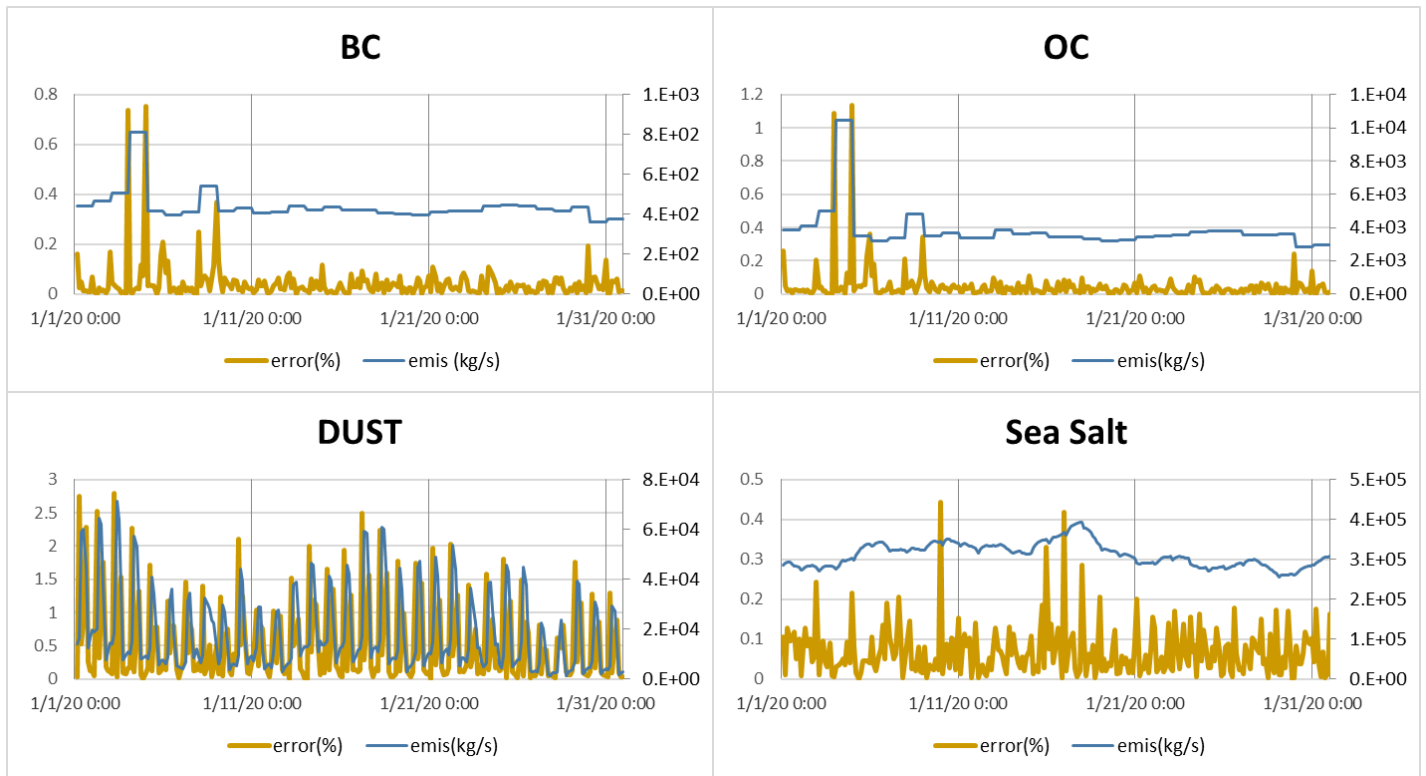 BC
0.8
0.7
0.6
0.5
0.4
0.3
0.2
0.1
0
1.E+03
8.E+02
6.E+02
4.E+02
2.E+02
0.E+00
1/1/20 0:00 1/11/20 0:00 1/21/20 0:00 1/31/20 0:00
error(%) emis (kg/s)
OC
1.2
1
0.8
0.6
0.4
0.2
0
1.E+04
1.E+04
8.E+03
6.E+03
4.E+03
2.E+03
0.E+00
1/1/20 0:00 1/11/20 0:00 1/21/20 0:00 1/31/20 0:00
error(%) emis(kg/s)
DUST
3
2.5
2
1.5
1
0.5
0
8.E+04
6.E+04
4.E+04
2.E+04
0.E+00
1/1/20 0:00 1/11/20 0:00 1/21/20 0:00 1/31/20 0:00
error(%) emis(kg/s)
Sea Salt
0.5
0.4
0.3
0.2
0.1
0
5.E+05
4.E+05
3.E+05
2.E+05
1.E+05
0.E+00
1/1/20 0:00 1/11/20 0:00 1/21/20 0:00 1/31/20 0:00
error(%) emis(kg/s)